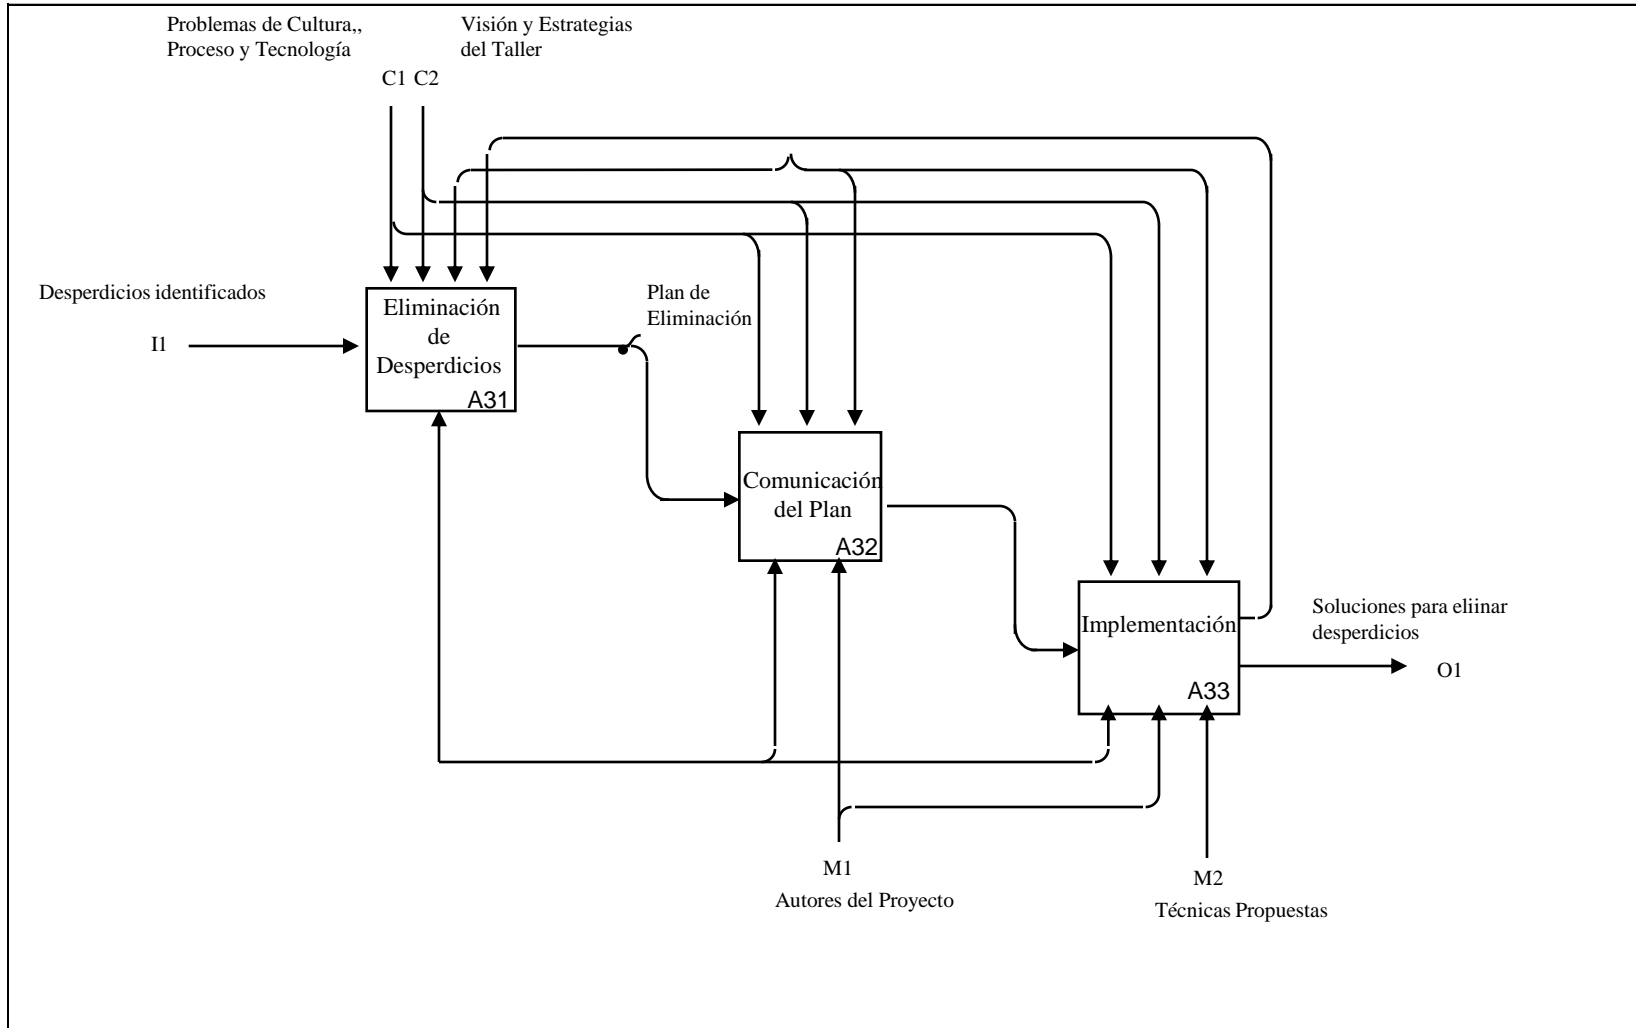 Problemas de Cultura,,
Proceso y Tecnología
Visión y Estrategias
del Taller
C1 C2
Desperdicios identificados
I1
Eliminación
de
Desperdicios
A31
Plan de
Eliminación
Comunicación
del Plan
A32
Implementación
A33
Soluciones para eliinar
desperdicios
O1
M1
Autores del Proyecto
M2
Técnicas Propuestas